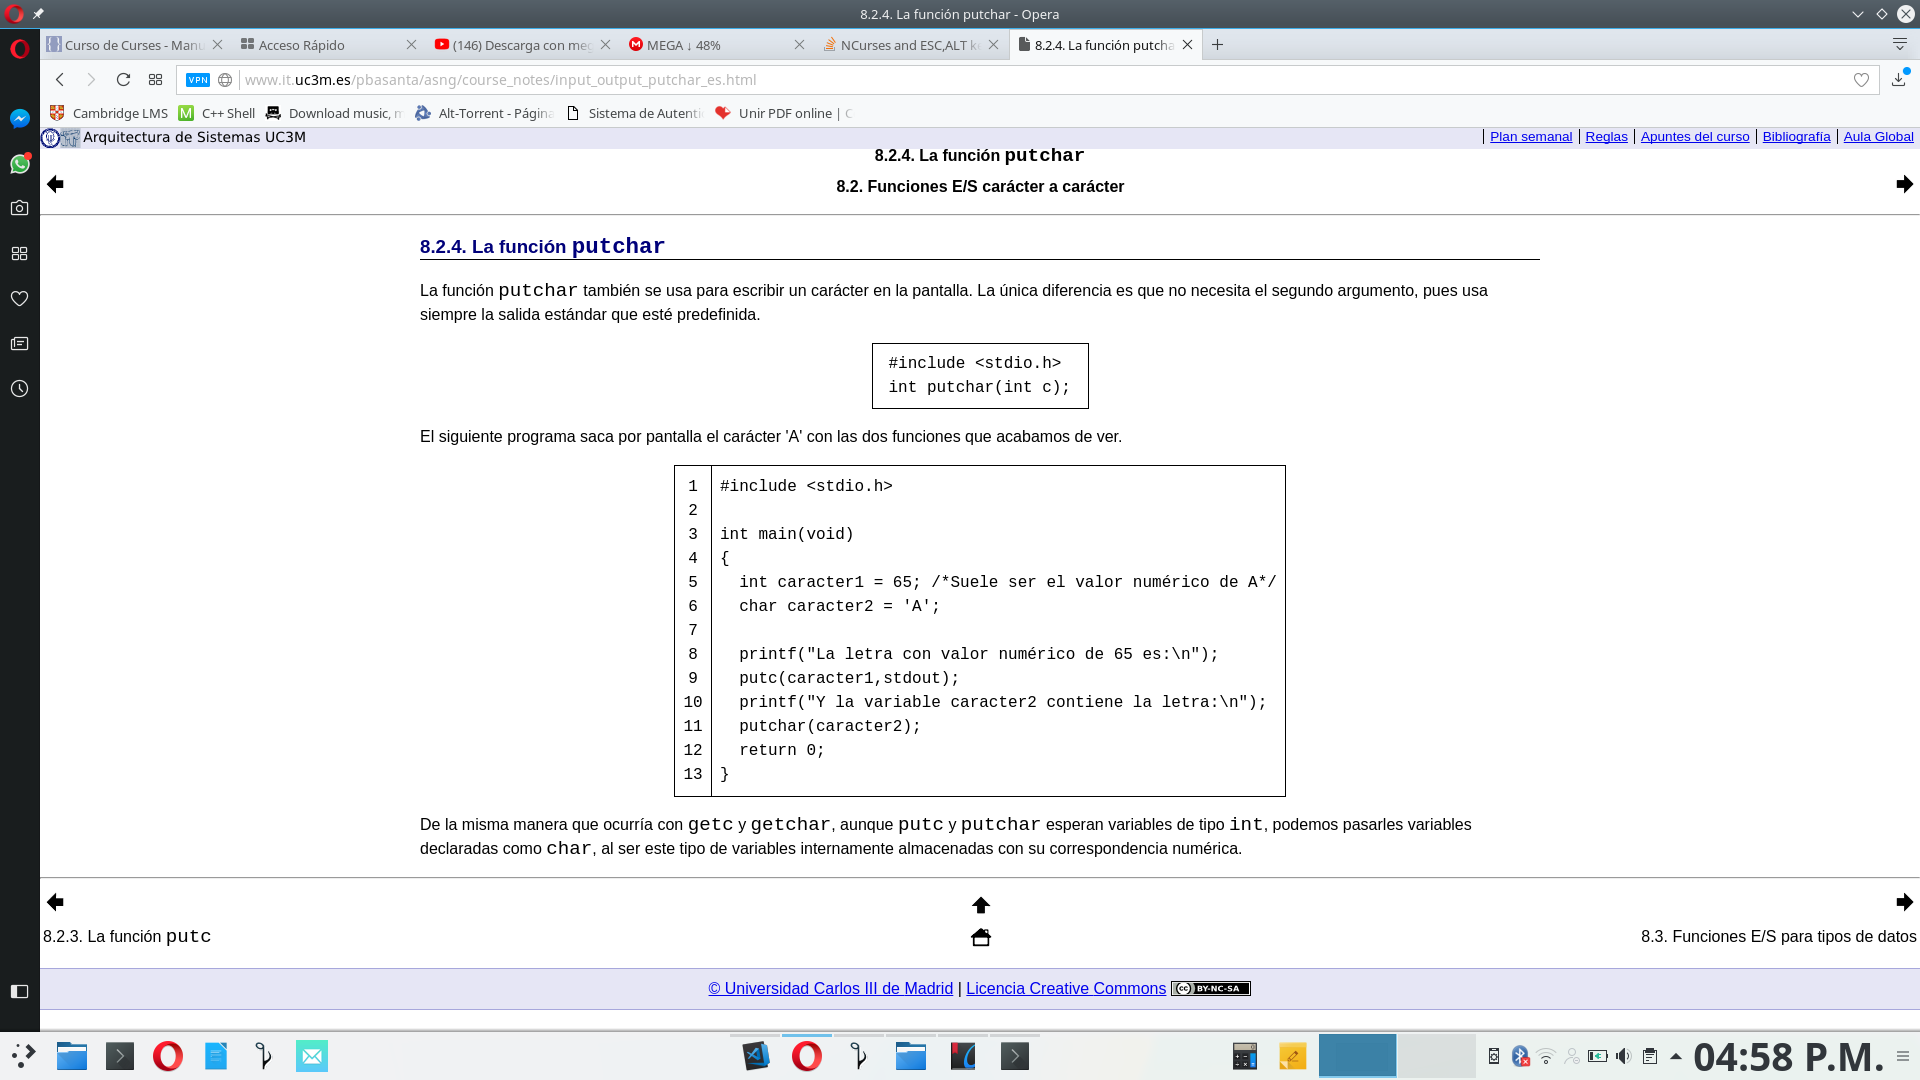 8.2.4. La función putchar - Opera
Curso de Curses - Manu
Acceso Rápido
(146) Descarga con meg
MEGA ↓ 48%
NCurses and ESC,ALT k
8.2.4. La función putcha
VPN
www.it.uc3m.es/pbasanta/asng/course_notes/input_output_putchar_es.html
Cambridge LMS
C++ Shell
Download music, m
Alt-Torrent - Página
Sistema de Autenti
Unir PDF online | C
Arquitectura de Sistemas UC3M
Plan semanal | Reglas | Apuntes del curso | Bibliografía | Aula Global
8.2.4. La función putchar
8.2. Funciones E/S carácter a carácter
8.2.4. La función putchar
La función putchar también se usa para escribir un carácter en la pantalla. La única diferencia es que no necesita el segundo argumento, pues usa
siempre la salida estándar que esté predefinida.
#include <stdio.h>
int putchar(int c);
El siguiente programa saca por pantalla el carácter 'A' con las dos funciones que acabamos de ver.
1 #include <stdio.h>
2
3 int main(void)
4 {
5   int caracter1 = 65; /*Suele ser el valor numérico de A*/
6   char caracter2 = 'A';
7
8   printf("La letra con valor numérico de 65 es:\n");
9   putc(caracter1,stdout);
10   printf("Y la variable caracter2 contiene la letra:\n");
11   putchar(caracter2);
12   return 0;
13 }
De la misma manera que ocurría con getc y getchar, aunque putc y putchar esperan variables de tipo int, podemos pasarles variables
declaradas como char, al ser este tipo de variables internamente almacenadas con su correspondencia numérica.
8.2.3. La función putc
8.3. Funciones E/S para tipos de datos
© Universidad Carlos III de Madrid | Licencia Creative Commons
cc BY-NC-SA
04:58 P.M.